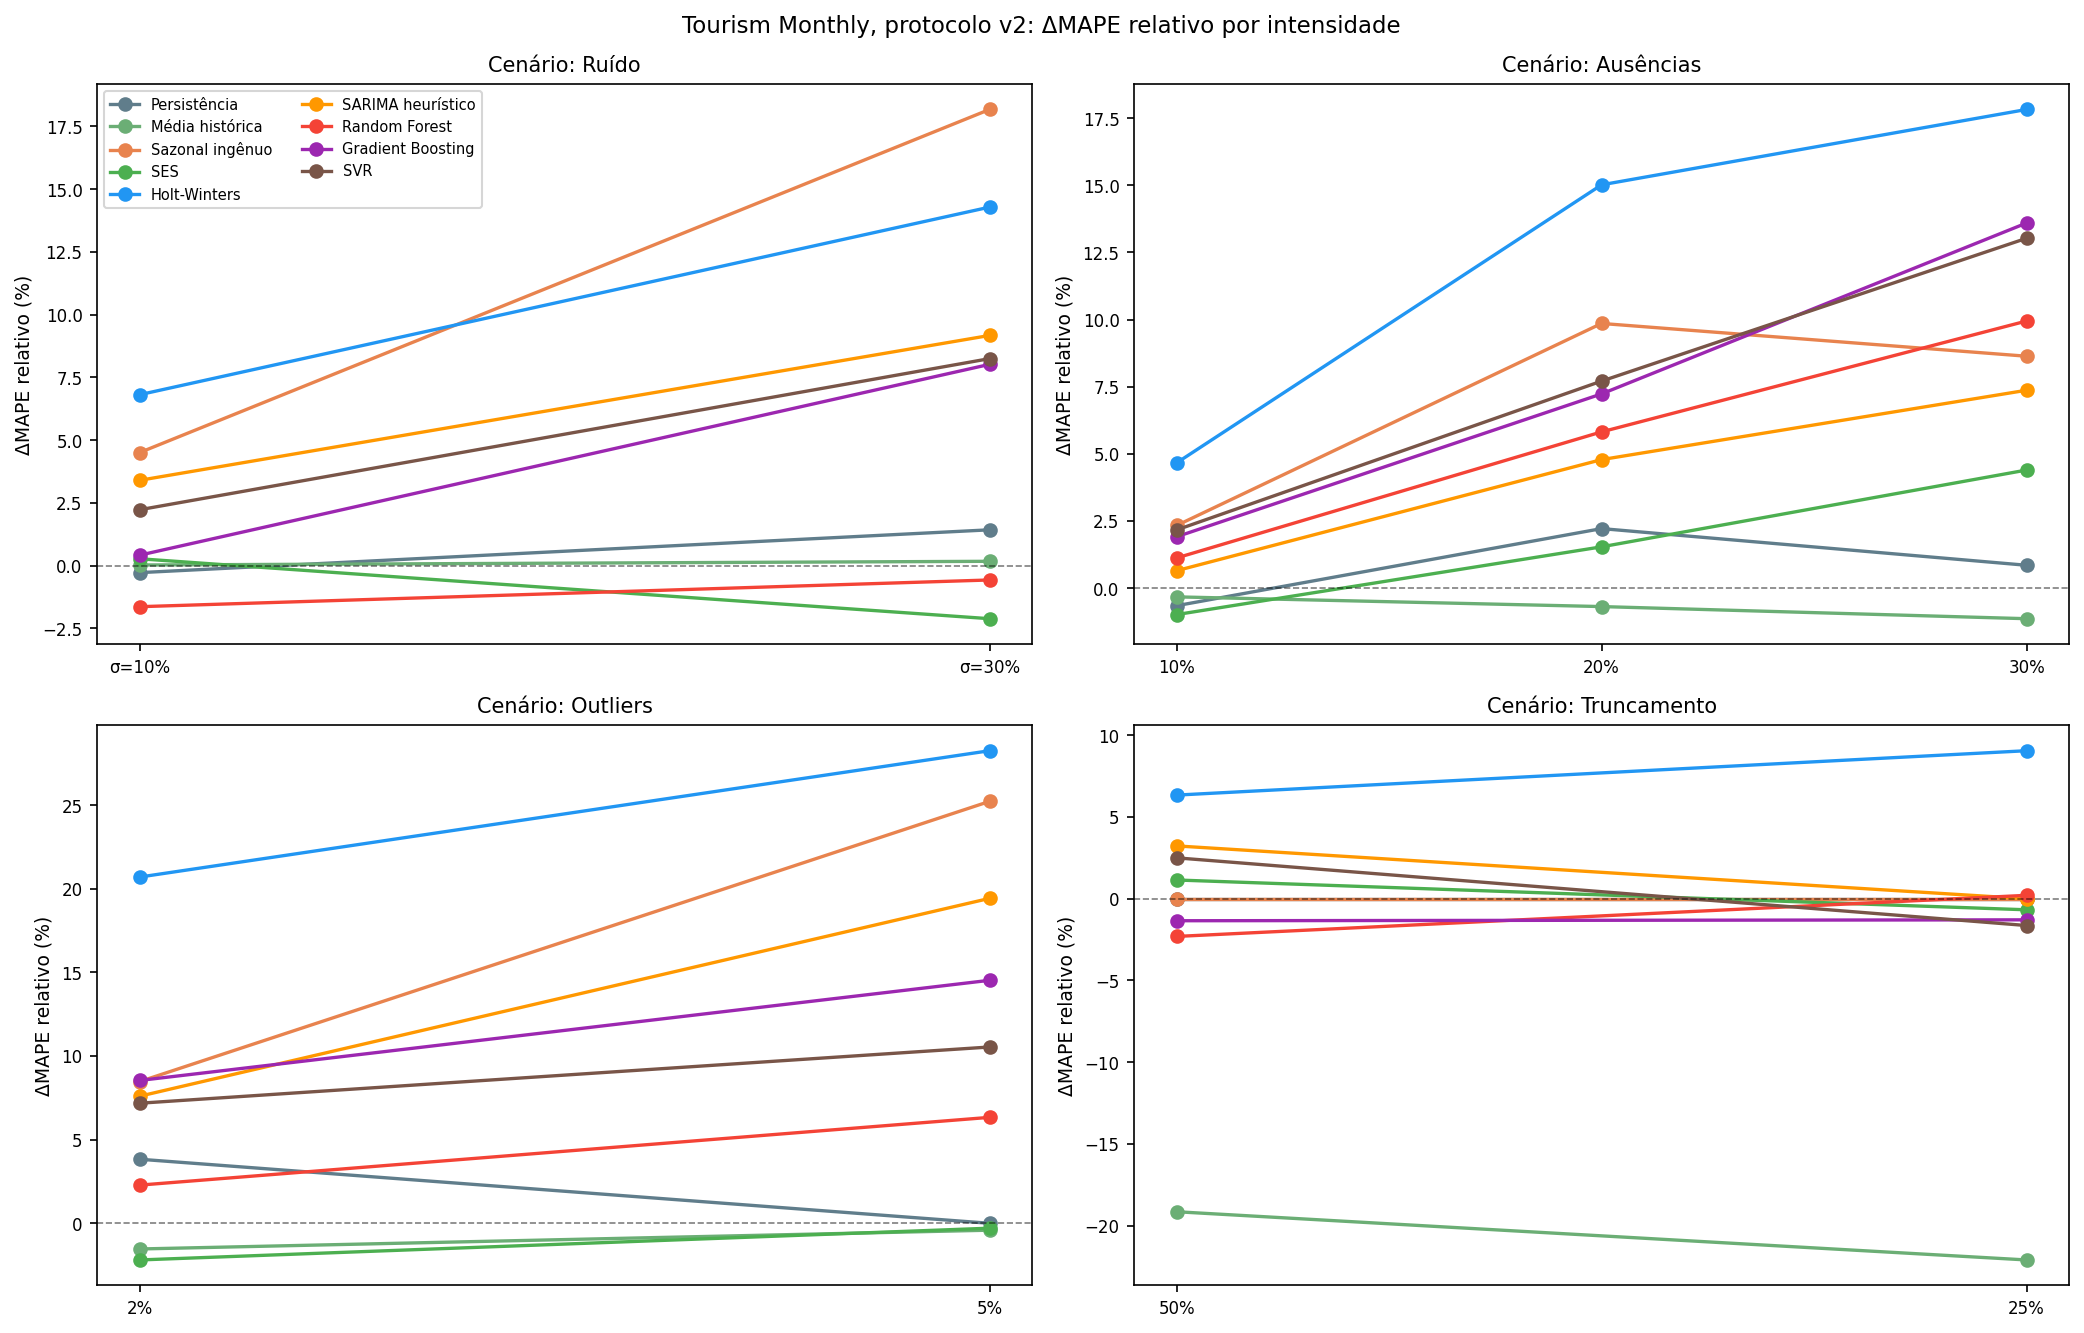 Tourism Monthly, protocolo v2: ΔMAPE relativo por intensidade
Cenário: Ruído
ΔMAPE relativo (%)
17.5
15.0
12.5
10.0
7.5
5.0
2.5
0.0
−2.5
Persistência
Média histórica
Sazonal ingênuo
SES
Holt-Winters
SARIMA heurístico
Random Forest
Gradient Boosting
SVR
σ=10%
σ=30%
Cenário: Ausências
ΔMAPE relativo (%)
17.5
15.0
12.5
10.0
7.5
5.0
2.5
0.0
10%
20%
30%
Cenário: Outliers
ΔMAPE relativo (%)
25
20
15
10
5
0
2%
5%
Cenário: Truncamento
ΔMAPE relativo (%)
10
5
0
−5
−10
−15
−20
50%
25%